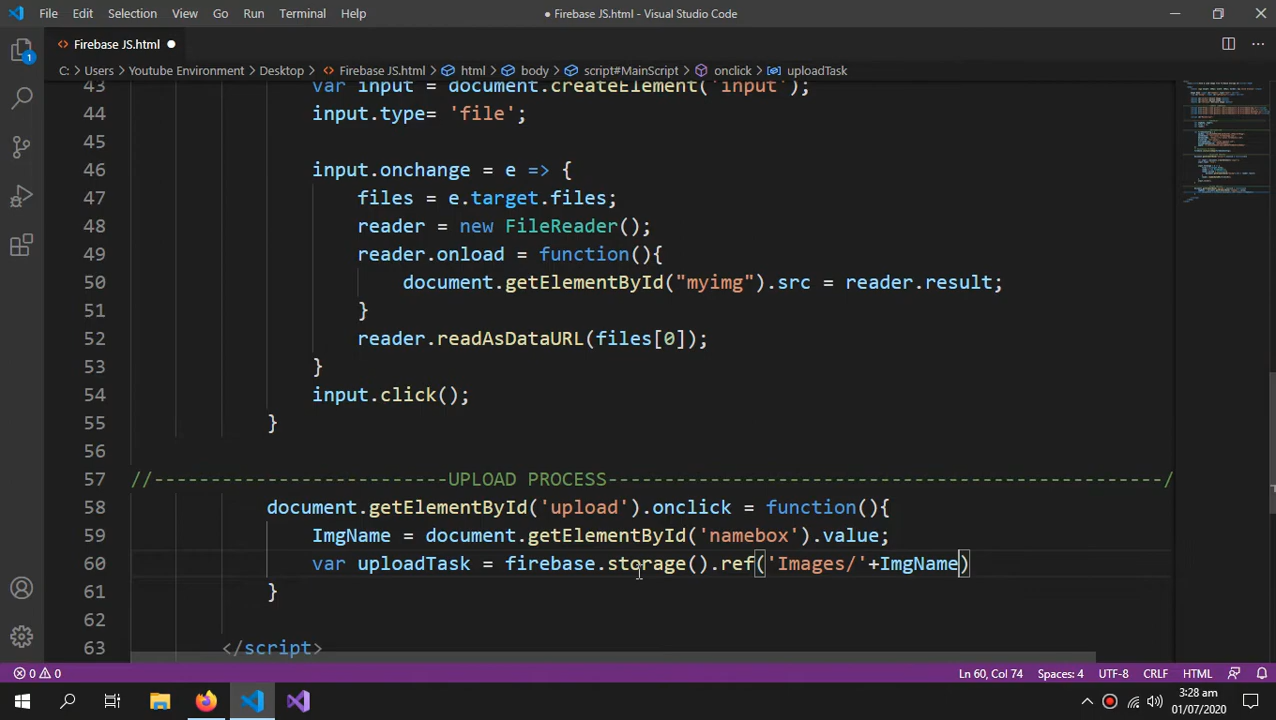 File Edit Selection View Go Run Terminal Help
● Firebase JS.html - Visual Studio Code
<> Firebase JS.html ●
C: > Users > Youtube Environment > Desktop > <> Firebase JS.html > html > body > script#MainScript > onclick > uploadTask
1
43 var input = document.createElement('input');
44 input.type= 'file';
45
46 input.onchange = e => {
47 files = e.target.files;
48 reader = new FileReader();
49 reader.onload = function(){
50 document.getElementById("myimg").src = reader.result;
51 }
52 reader.readAsDataURL(files[0]);
53 }
54 input.click();
55 }
56
57 //--------------------------UPLOAD PROCESS-------------------------------------------------/
58 document.getElementById('upload').onclick = function(){
59 ImgName = document.getElementById('namebox').value;
60 var uploadTask = firebase.storage().ref('Images/'+ImgName)
61 }
62
63 </script>
0 0 Ln 60, Col 74 Spaces: 4 UTF-8 CRLF HTML
3:28 am
01/07/2020